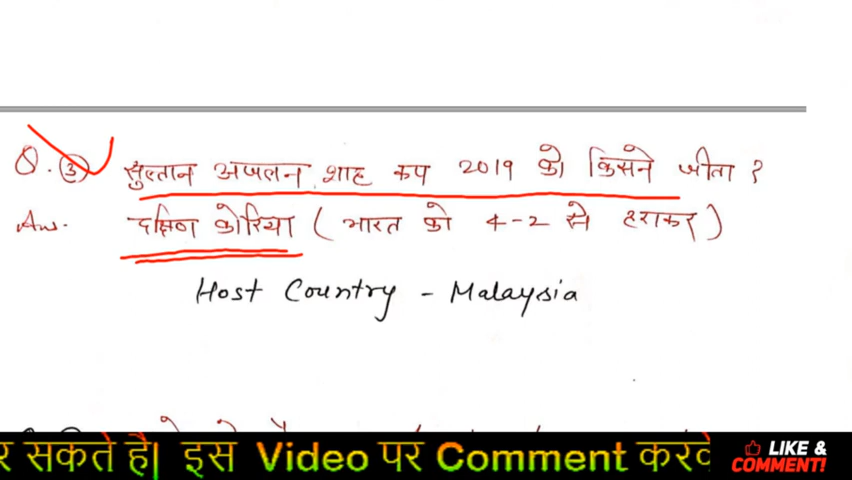 Q. ③ सुल्तान अजलन शाह कप 2019 को किसने जीता ?
Ans. दक्षिण कोरिया ( भारत को 4-2 से हराकर )
Host Country - Malaysia
र सकते है| इस Video पर Comment करवे
LIKE &
COMMENT!